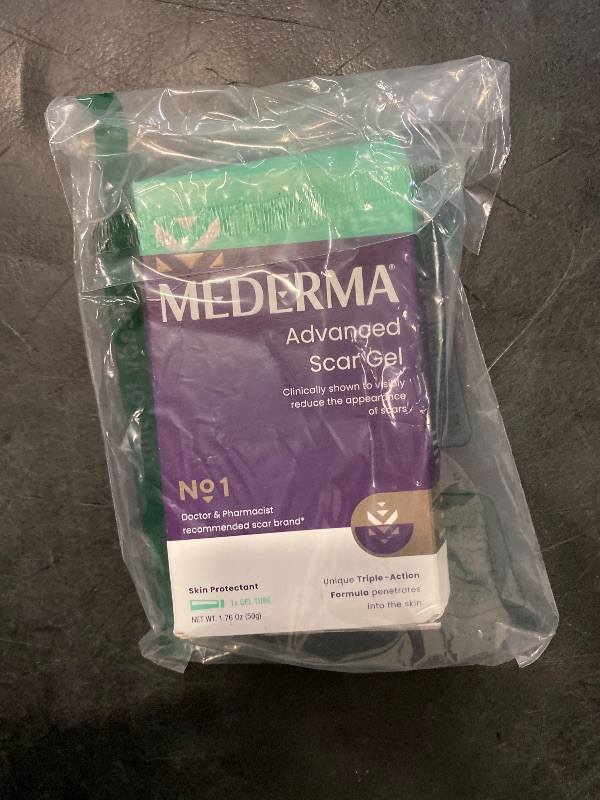 MEDERMA®
Advanced
Scar Gel
Clinically shown to visibly
reduce the appearance
of scars
No1
Doctor & Pharmacist
recommended scar brand*
Skin Protectant
1x GEL TUBE
NET WT. 1.76 Oz (50g)
Unique Triple-Action
Formula penetrates
into the skin